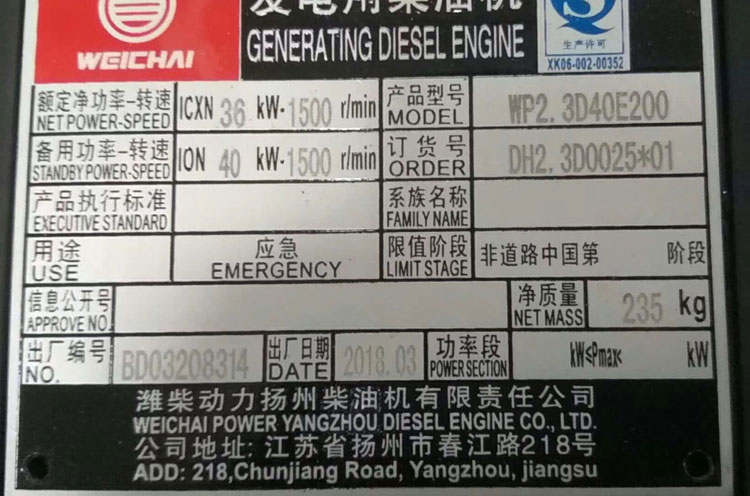 发电用柴油机
WEICHAI
GENERATING DIESEL ENGINE
生产许可
XK06-002-00352
额定净功率-转速 ICXN 36 kW·1500 r/min 产品型号 WP2.3D40E200
NET POWER-SPEED MODEL
备用功率-转速 ION 40 kW·1500 r/min 订货号 DH2.3D0025*01
STANDBY POWER-SPEED ORDER
产品执行标准 系族名称
EXECUTIVE STANDARD FAMILY NAME
用途 应急 限值阶段 非道路中国第 阶段
USE EMERGENCY LIMIT STAGE
信息公开号 净质量 235 kg
APPROVE NO. NET MASS
出厂编号 BD03208314 出厂日期 2018.03 功率段 kW<Pmax< kW
NO. DATE POWER SECTION
潍柴动力扬州柴油机有限责任公司
WEICHAI POWER YANGZHOU DIESEL ENGINE CO., LTD.
公司地址: 江苏省扬州市春江路218号
ADD: 218,Chunjiang Road, Yangzhou, jiangsu